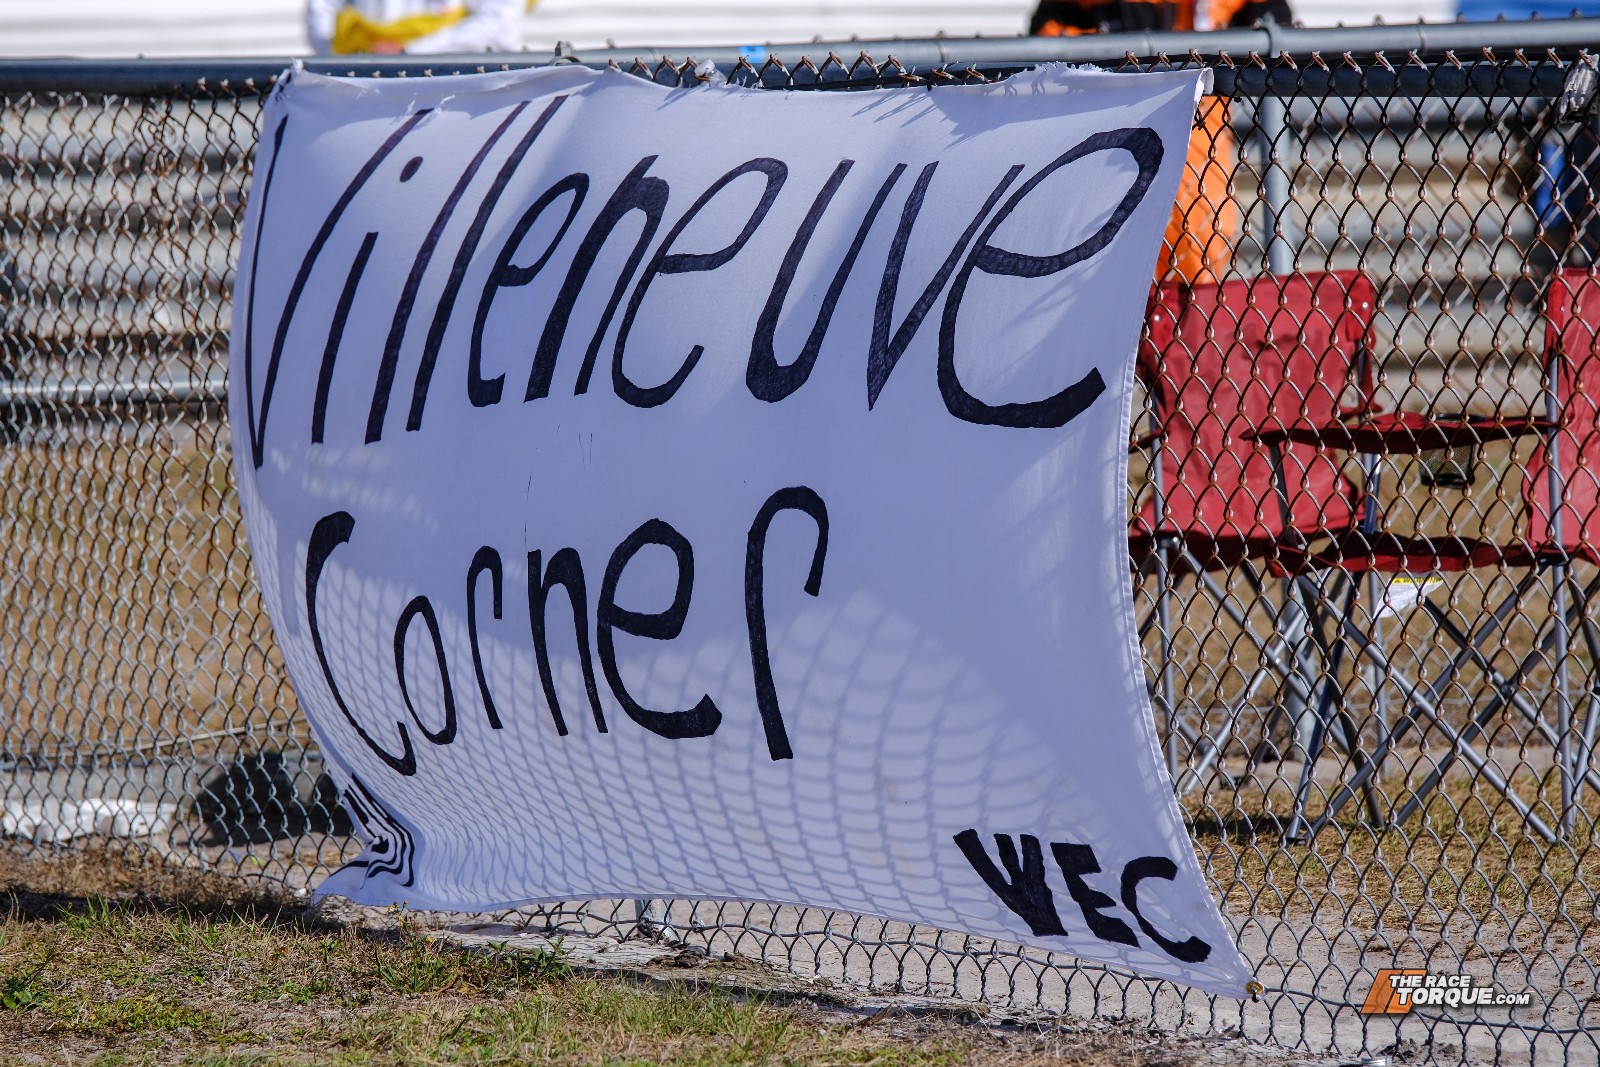 Villeneuve
Corner
WEC
THE RACE
TORQUE.COM